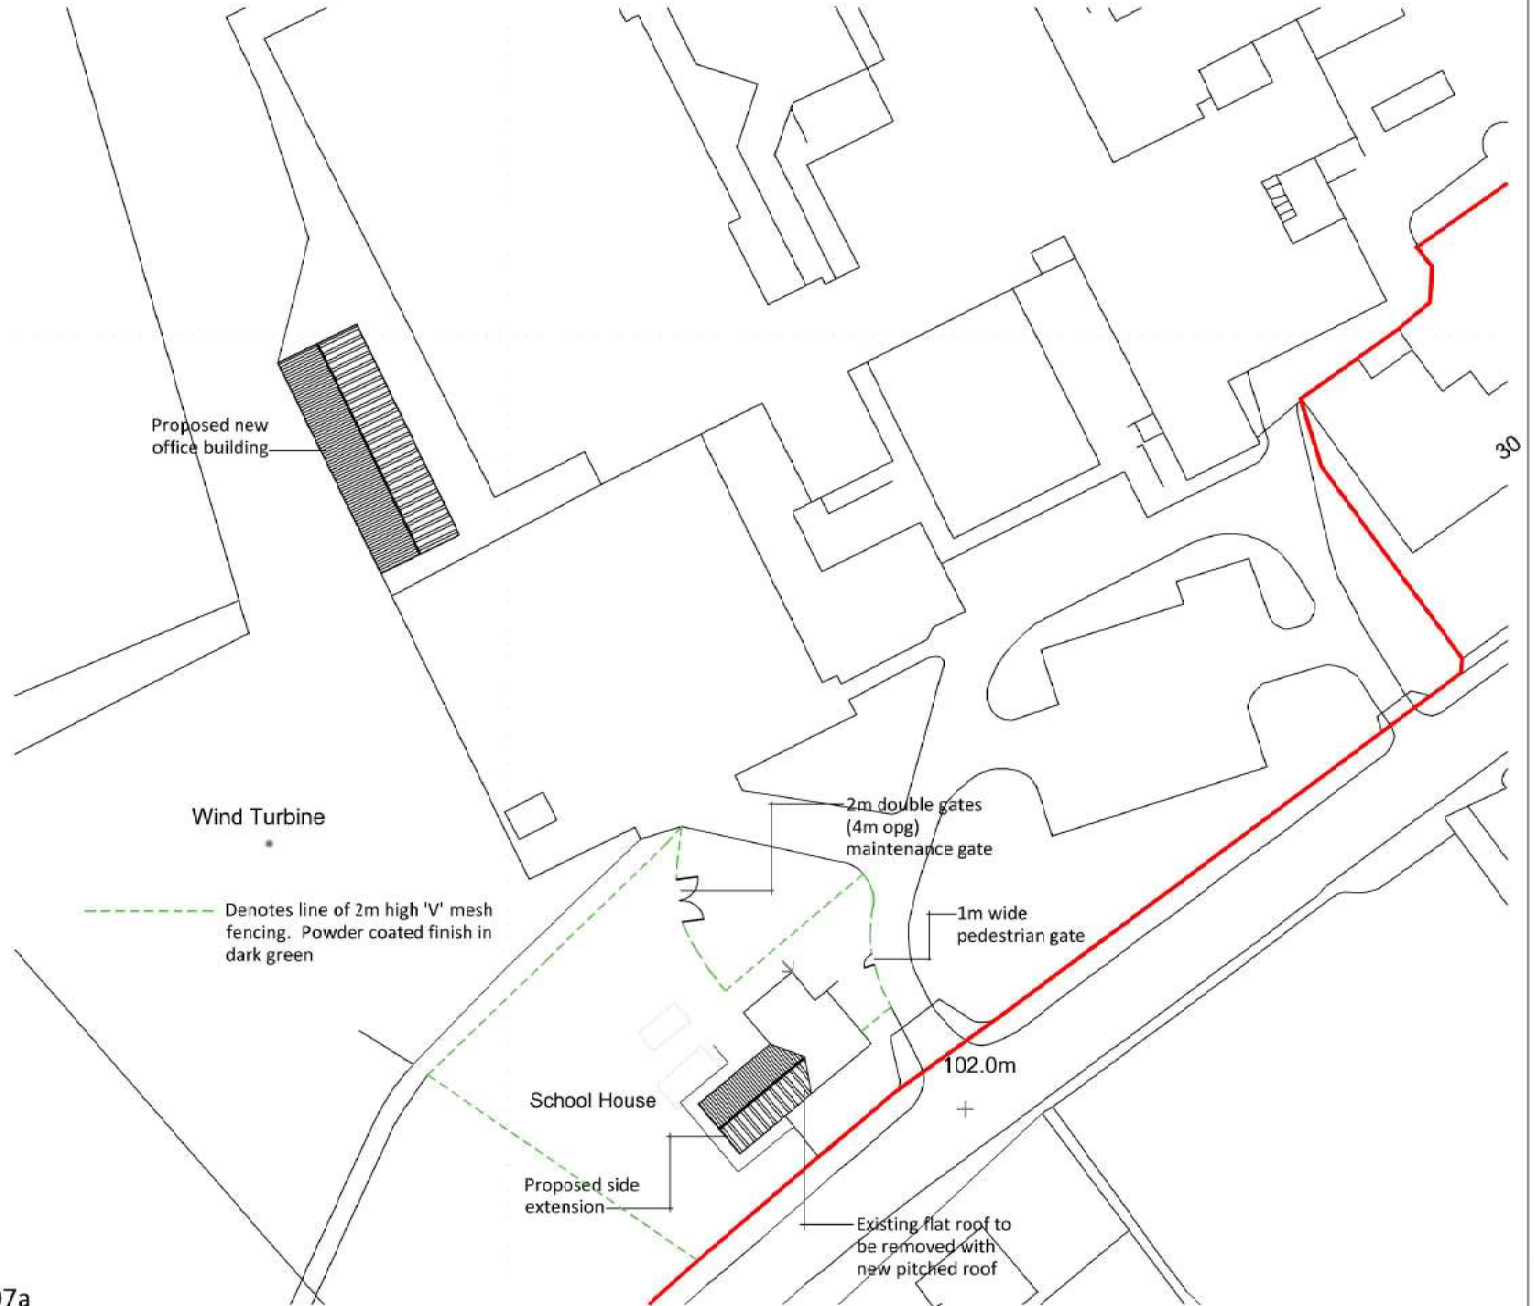 30
Proposed new
office building
Wind Turbine
2m double gates
(4m opg)
maintenance gate
Denotes line of 2m high 'V' mesh
fencing. Powder coated finish in
dark green
1m wide
pedestrian gate
102.0m
School House
Proposed side
extension
Existing flat roof to
be removed with
new pitched roof
07a